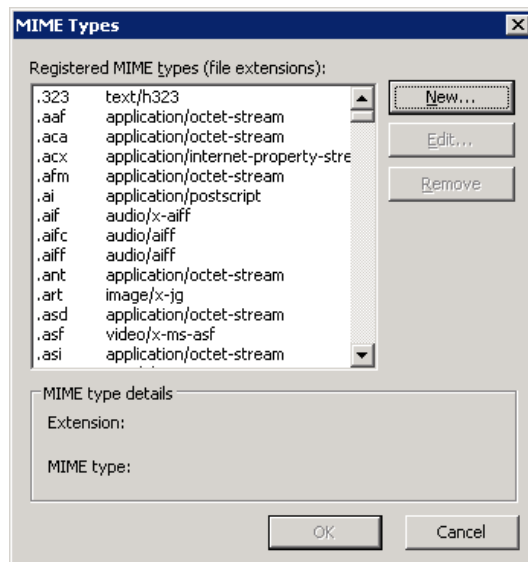 MIME Types
Registered MIME types (file extensions):
.323 text/h323
.aaf application/octet-stream
.aca application/octet-stream
.acx application/internet-property-stre
.afm application/octet-stream
.ai application/postscript
.aif audio/x-aiff
.aifc audio/aiff
.aiff audio/aiff
.ant application/octet-stream
.art image/x-jg
.asd application/octet-stream
.asf video/x-ms-asf
.asi application/octet-stream
New...
Edit...
Remove
MIME type details
Extension:
MIME type:
OK Cancel